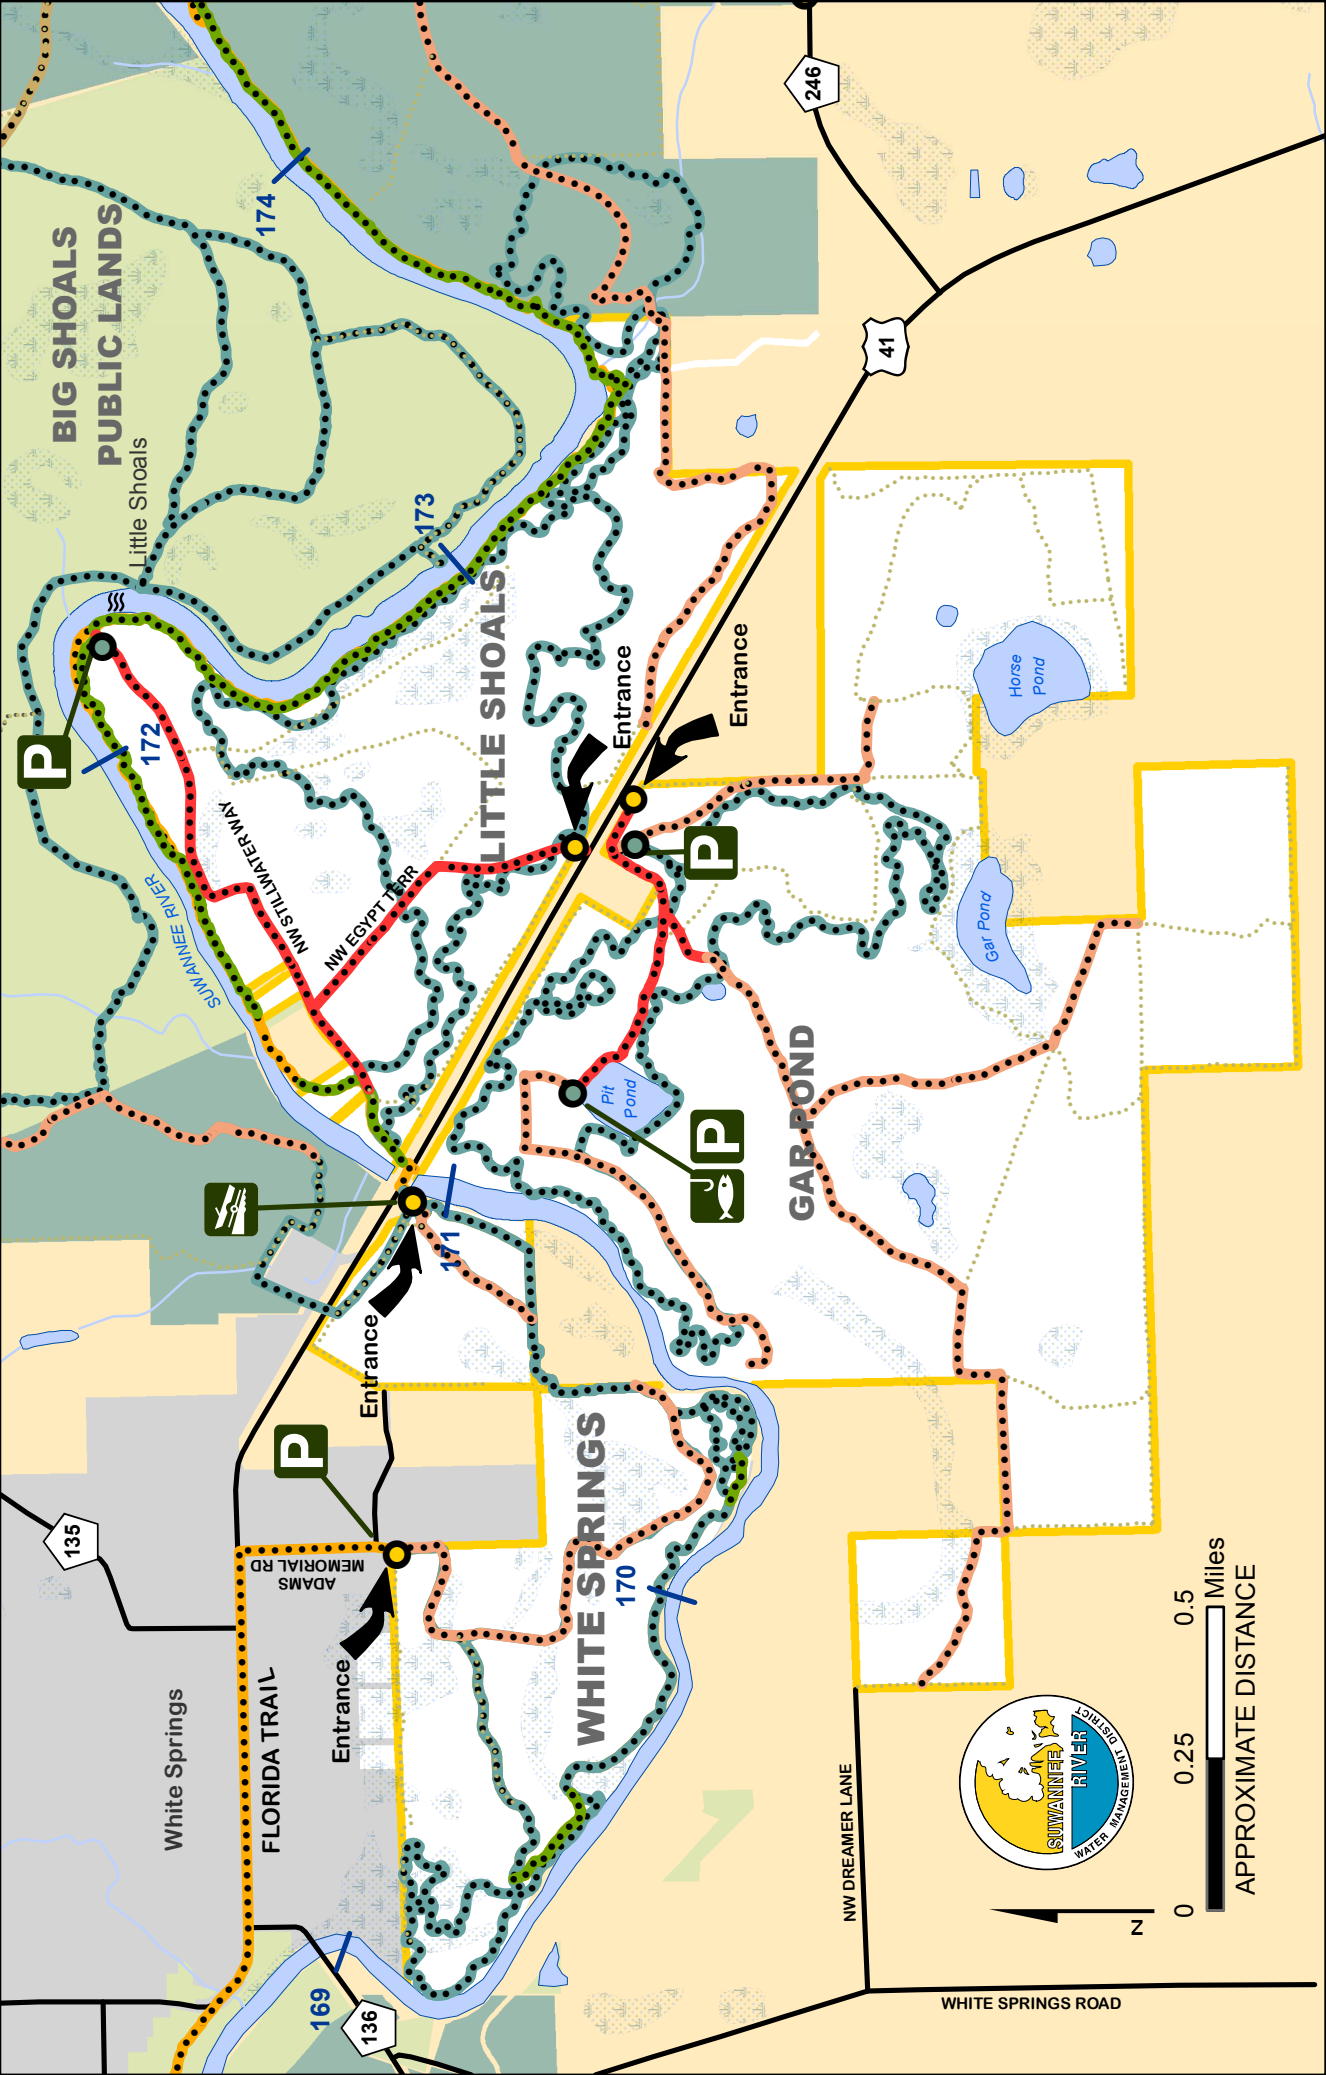 BIG SHOALS
PUBLIC LANDS
Little Shoals
174
173
172
171
170
169
246
41
135
136
P
P
P
P
SUWANNEE RIVER
NW STILLWATER WAY
NW EGYPT TERR
LITTLE SHOALS
Entrance
Entrance
Entrance
Entrance
Horse
Pond
Gar Pond
Pit
Pond
GAR POND
WHITE SPRINGS
White Springs
FLORIDA TRAIL
ADAMS
MEMORIAL RD
NW DREAMER LANE
WHITE SPRINGS ROAD
SUWANNEE
RIVER
WATER MANAGEMENT DISTRICT
Z
0 0.25 0.5
Miles
APPROXIMATE DISTANCE